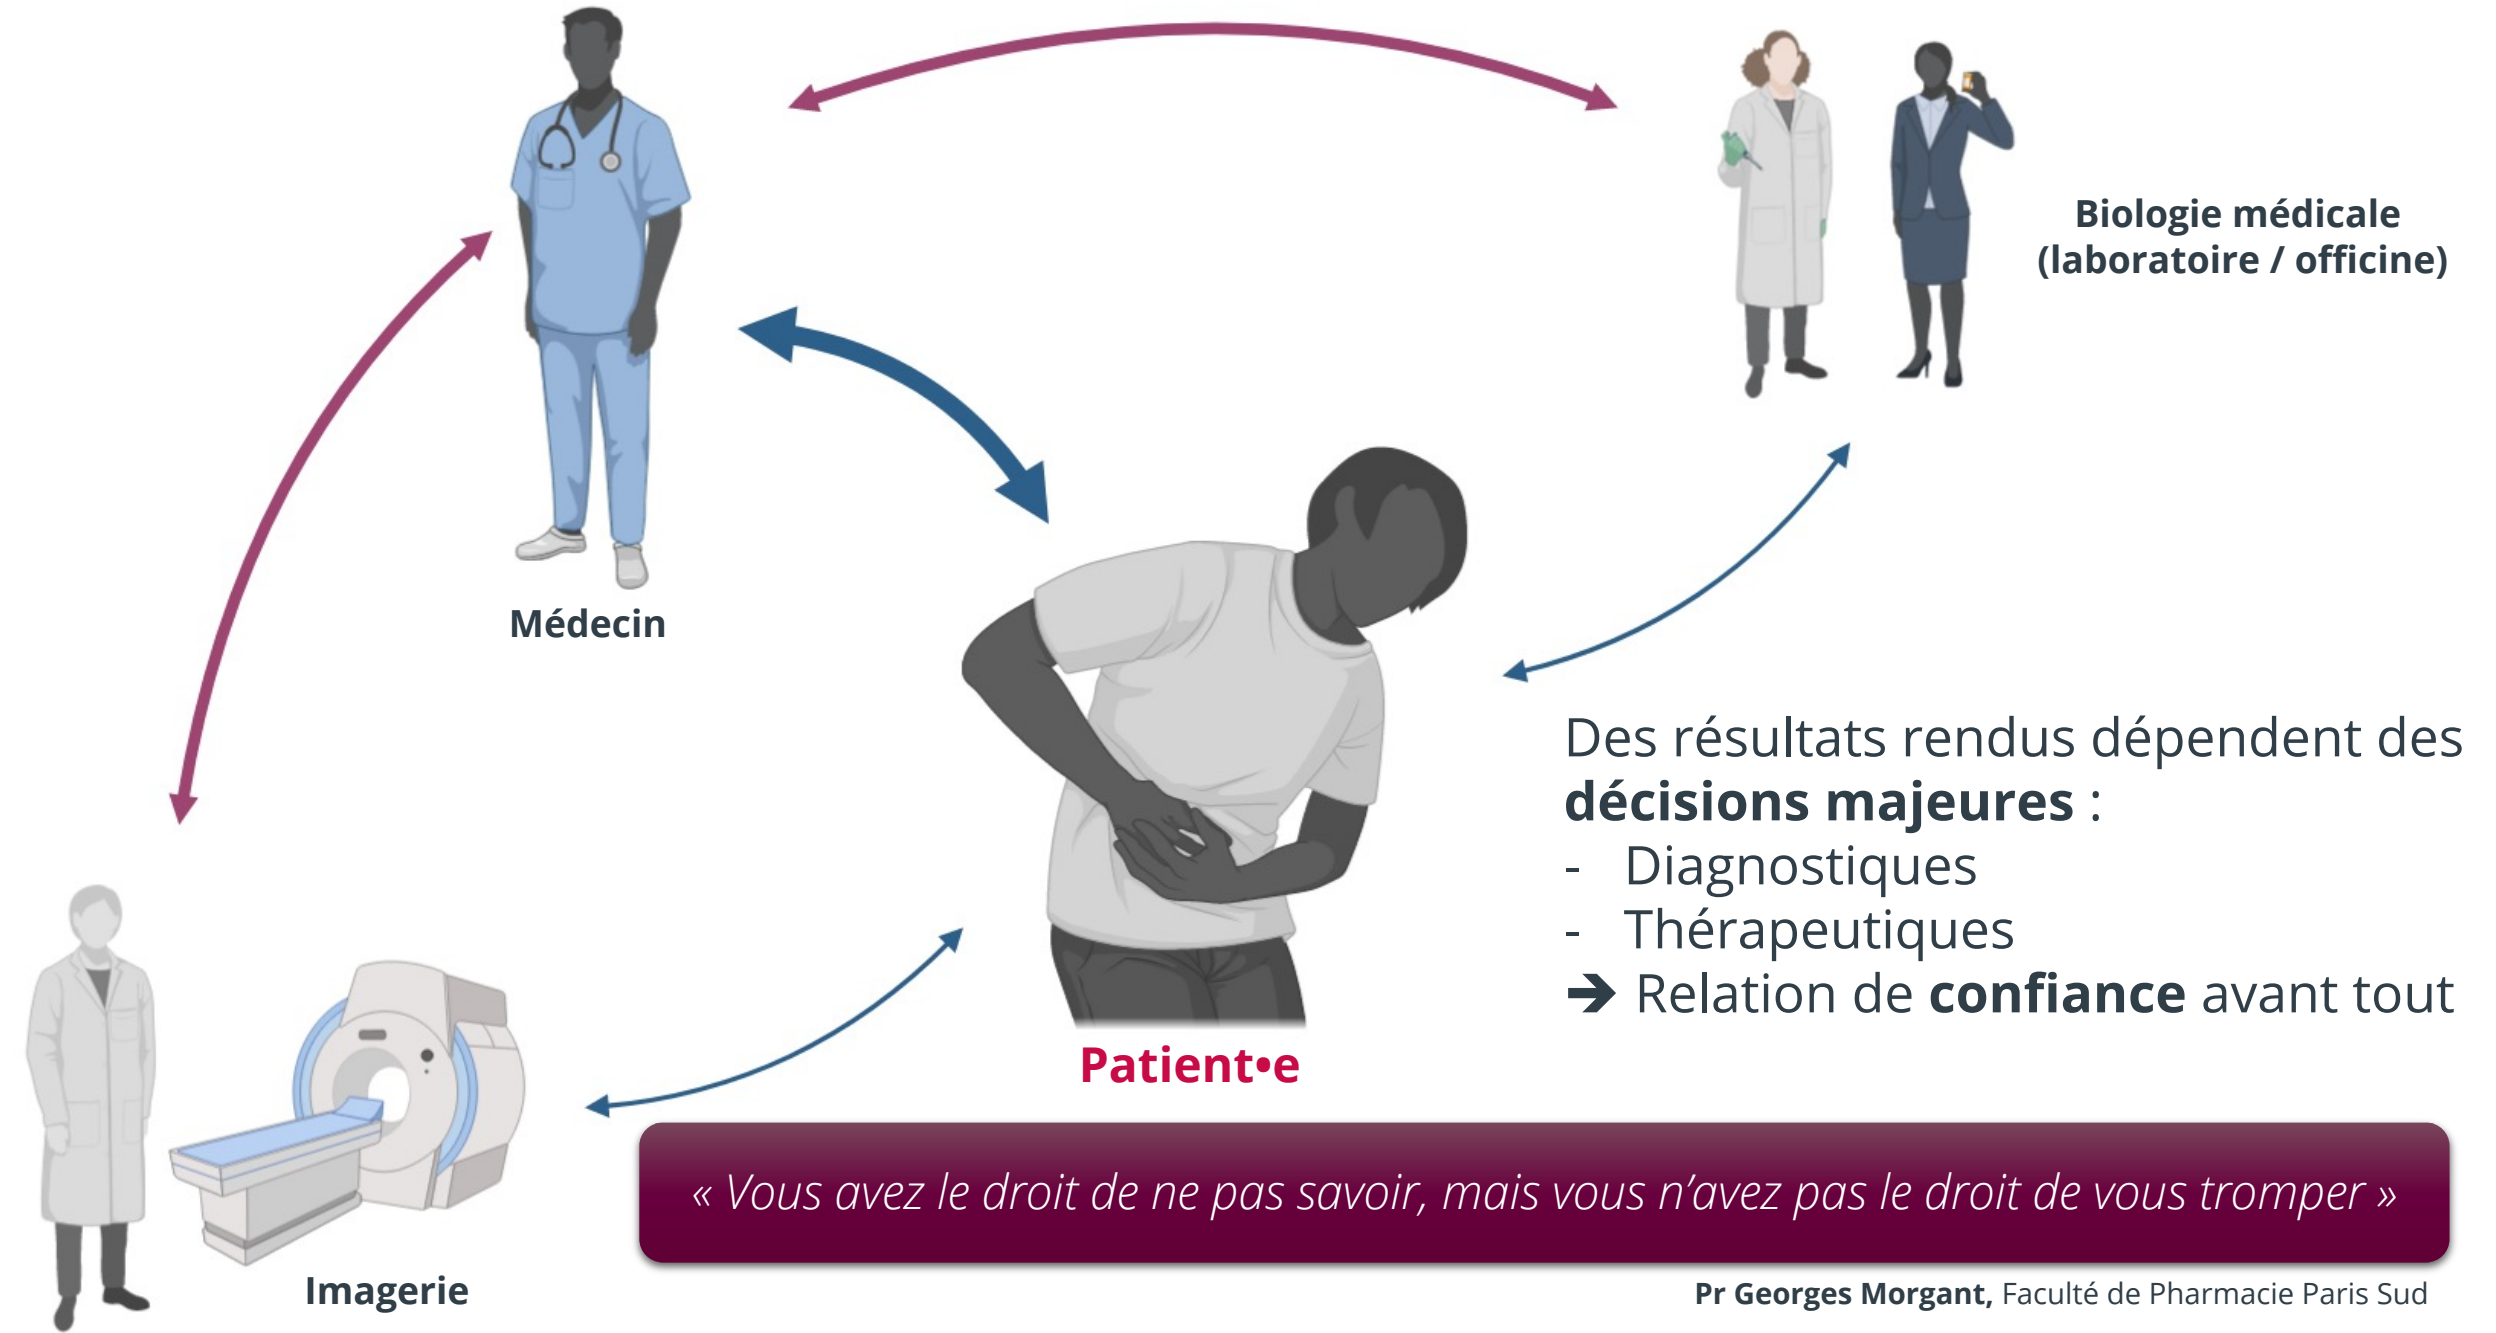 Biologie médicale
(laboratoire / officine)
Médecin
Des résultats rendus dépendent des
décisions majeures :
- Diagnostiques
- Thérapeutiques
➔ Relation de confiance avant tout
Patient•e
« Vous avez le droit de ne pas savoir, mais vous n’avez pas le droit de vous tromper »
Imagerie
Pr Georges Morgant, Faculté de Pharmacie Paris Sud